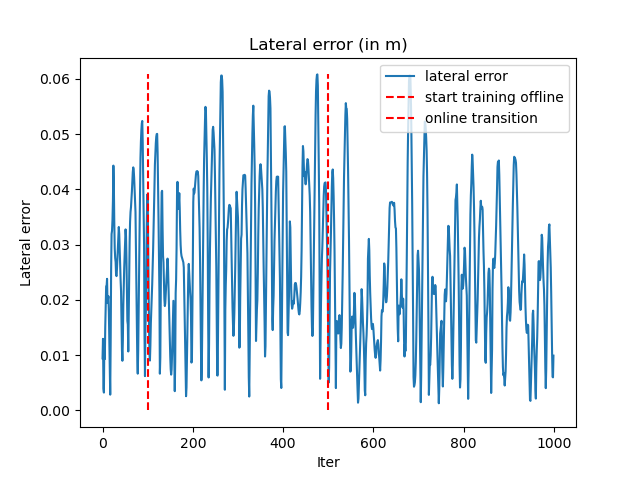 Lateral error (in m)
lateral error
start training offline
online transition
0.06
0.05
0.04
0.03
0.02
0.01
0.00
Lateral error
0
200
400
600
800
1000
Iter